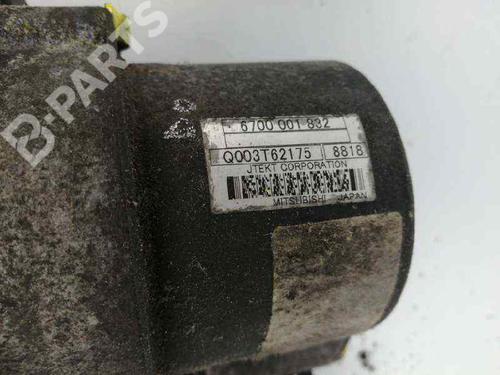 B-PARTS
6700 001 832
Q003T62175 8818
JTEKT CORPORATION
MITSUBISHI JAPAN